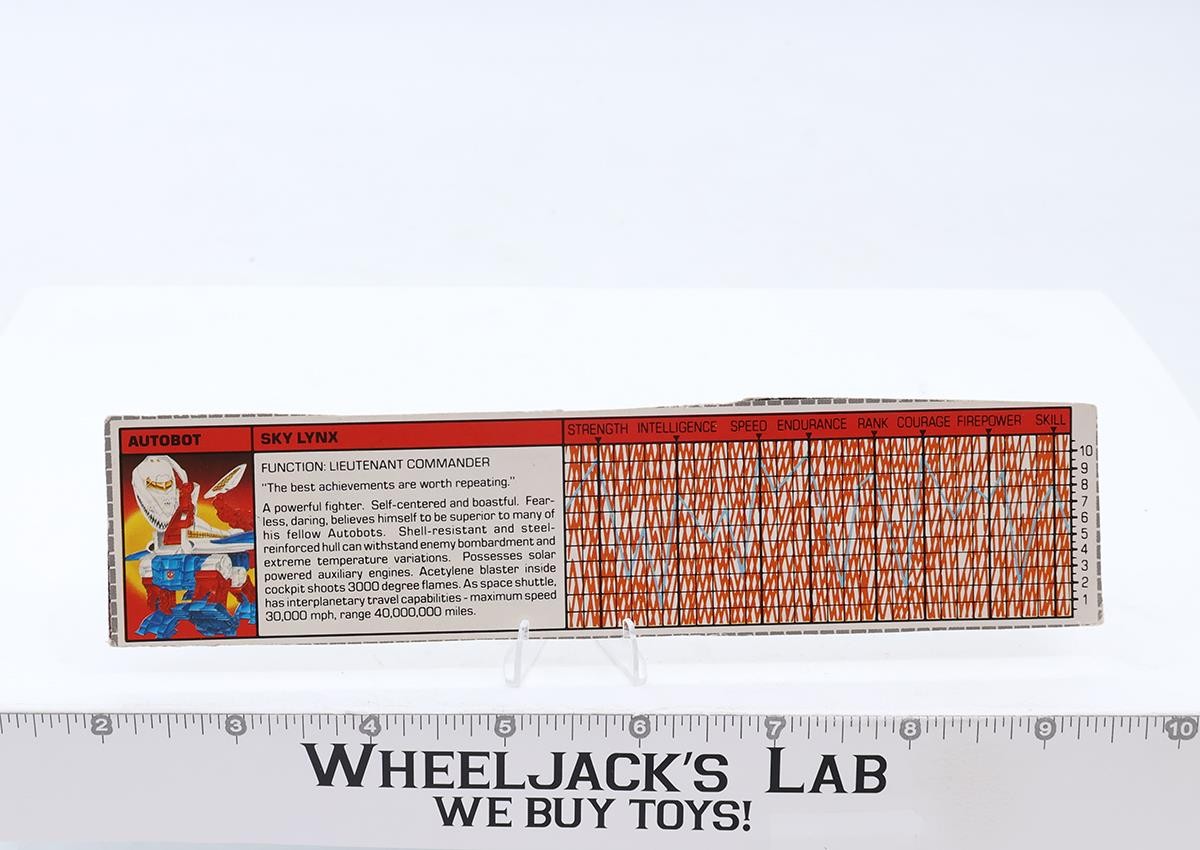 AUTOBOT
SKY LYNX
FUNCTION: LIEUTENANT COMMANDER
"The best achievements are worth repeating."
A powerful fighter. Self-centered and boastful. Fear-
less, daring, believes himself to be superior to many of
his fellow Autobots. Shell-resistant and steel-
reinforced hull can withstand enemy bombardment and
extreme temperature variations. Possesses solar
powered auxiliary engines. Acetylene blaster inside
cockpit shoots 3000 degree flames. As space shuttle,
has interplanetary travel capabilities - maximum speed
30,000 mph, range 40,000,000 miles.
STRENGTH INTELLIGENCE SPEED ENDURANCE RANK COURAGE FIREPOWER SKILL
10
9
8
7
6
5
4
3
2
1
2 3 4 5 6 7 8 9 10
WHEELJACK'S LAB
WE BUY TOYS!